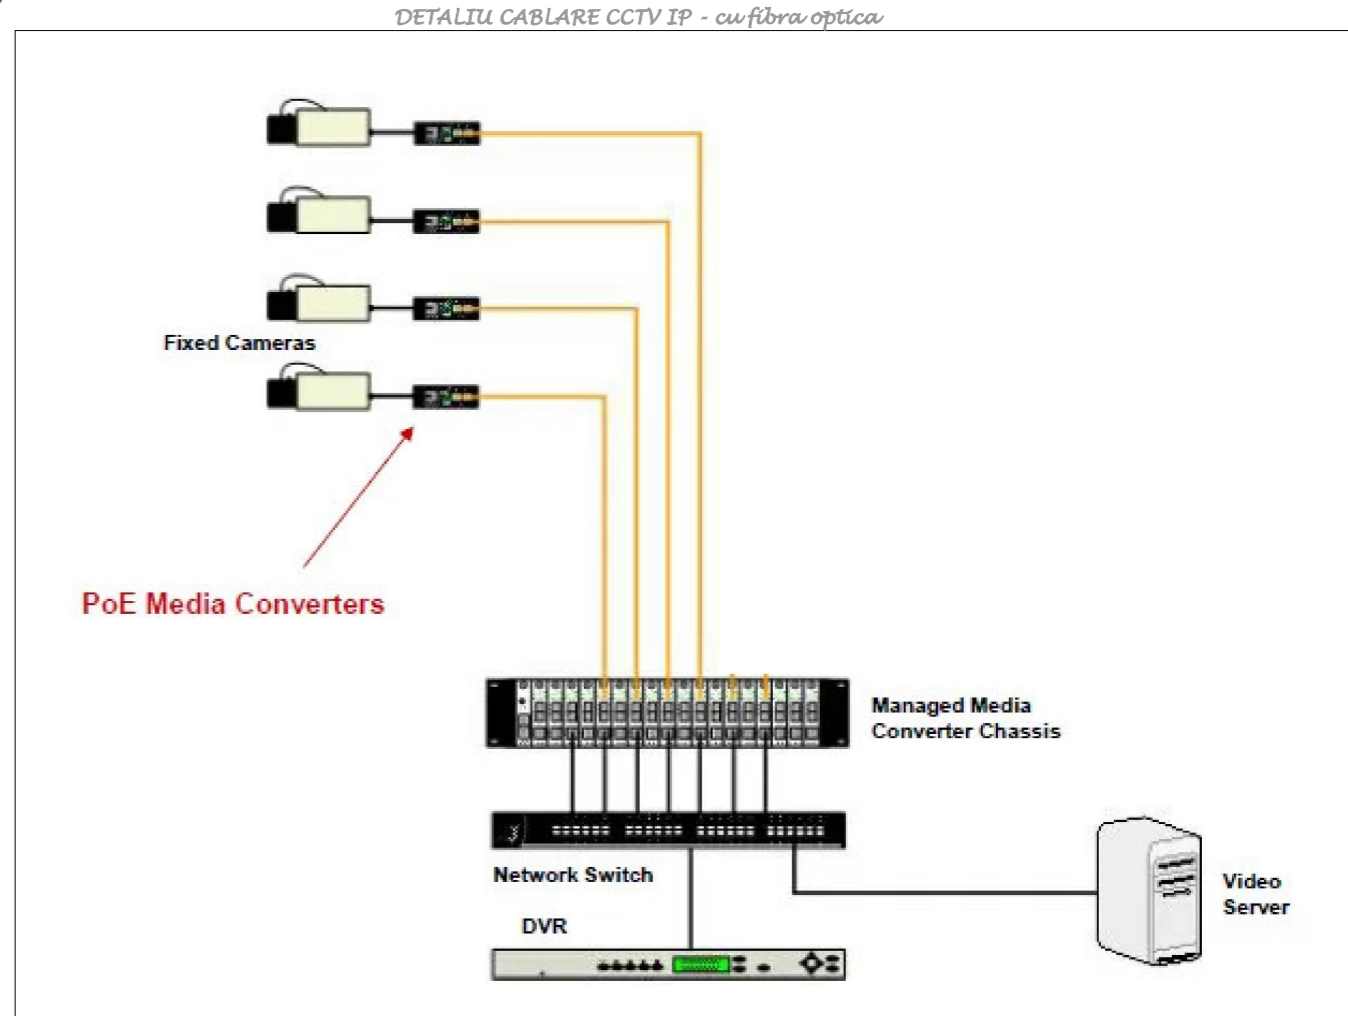 DETALIU CABLARE CCTV IP - cu fibra optica
Fixed Cameras
PoE Media Converters
Managed Media
Converter Chassis
Network Switch
DVR
Video
Server